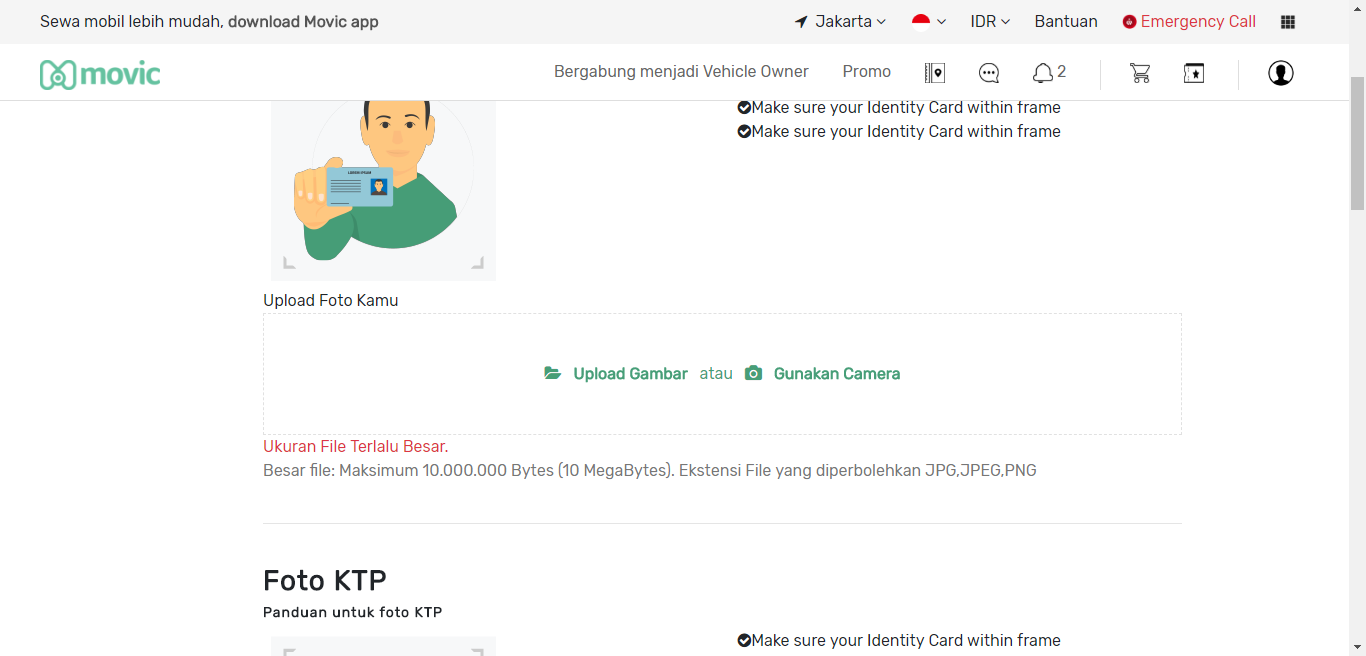 Sewa mobil lebih mudah, download Movic app
Jakarta
IDR
Bantuan
Emergency Call
movic
Bergabung menjadi Vehicle Owner
Promo
2
Make sure your Identity Card within frame
Make sure your Identity Card within frame
LOREM IPSUM
Upload Foto Kamu
Upload Gambar atau Gunakan Camera
Ukuran File Terlalu Besar.
Besar file: Maksimum 10.000.000 Bytes (10 MegaBytes). Ekstensi File yang diperbolehkan JPG,JPEG,PNG
Foto KTP
Panduan untuk foto KTP
Make sure your Identity Card within frame